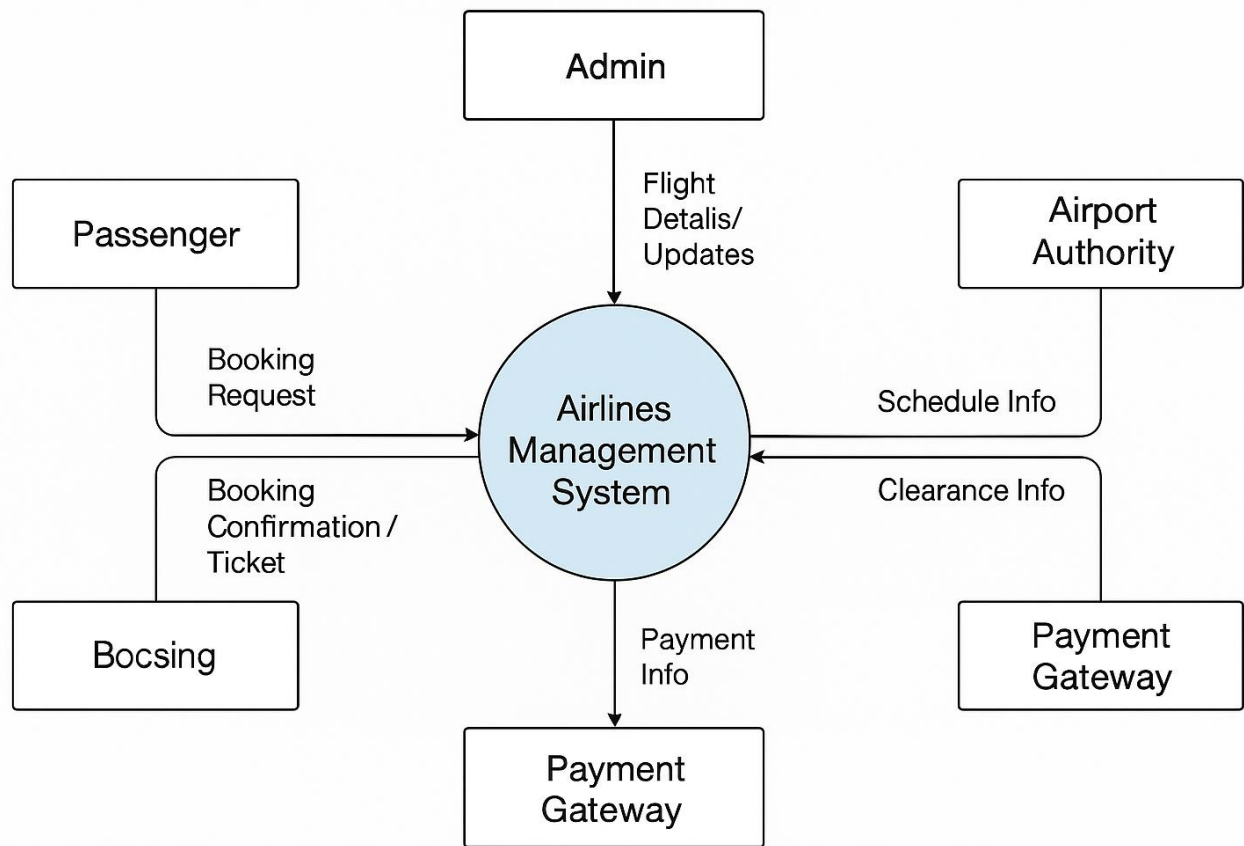 Admin
Flight
Detalis/
Updates
Passenger
Airport
Authority
Booking
Request
Schedule Info
Airlines
Management
System
Clearance Info
Booking
Confirmation /
Ticket
Bocsing
Payment
Info
Payment
Gateway
Payment
Gateway